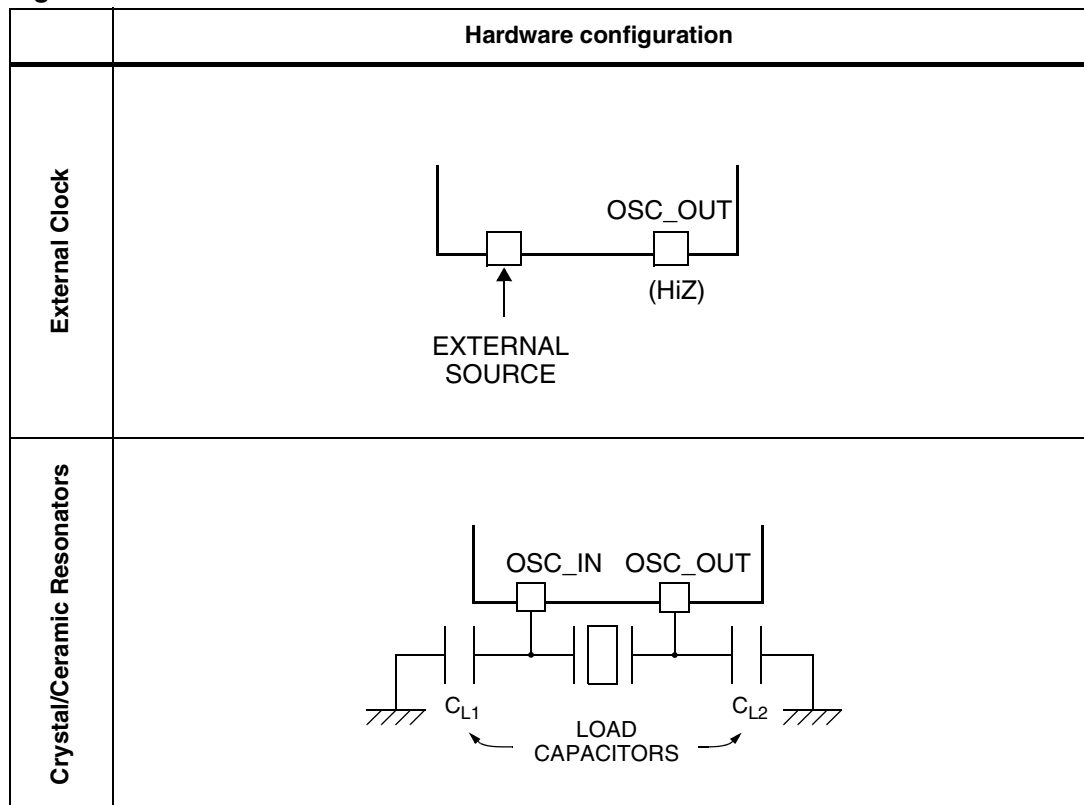 Hardware configuration
External Clock
OSC_OUT
(HiZ)
EXTERNAL
SOURCE
Crystal/Ceramic Resonators
OSC_IN OSC_OUT
CL1
CL2
LOAD
CAPACITORS